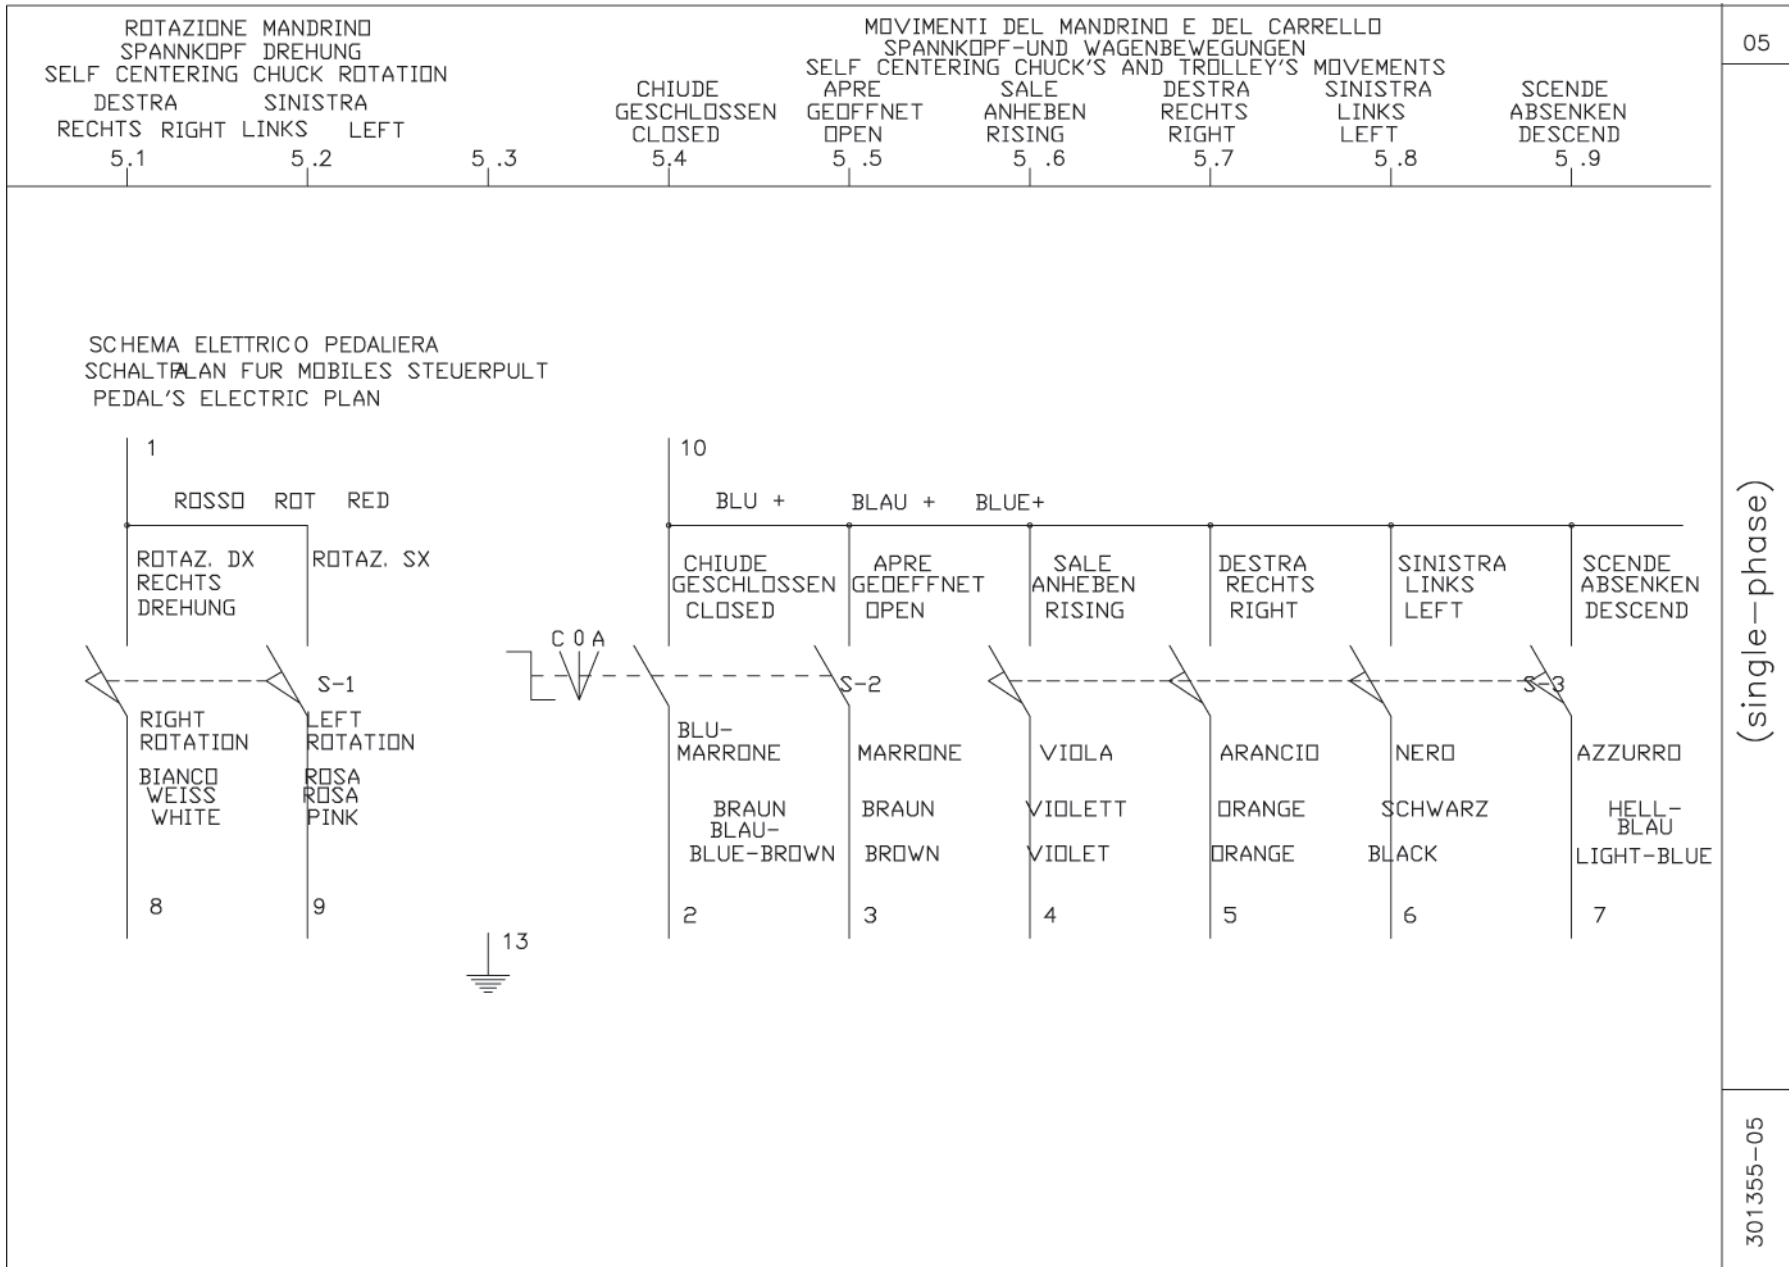 ROTAZIONE MANDRINO
SPANNKOPF DREHUNG
SELF CENTERING CHUCK ROTATION
DESTRA SINISTRA
RECHTS RIGHT LINKS LEFT
MOVIMENTI DEL MANDRINO E DEL CARRELLO
SPANNKOPF-UND WAGENBEWEGUNGEN
SELF CENTERING CHUCK'S AND TROLLEY'S MOVEMENTS
CHIUDE APRE SALE DESTRA SINISTRA SCENDE
GESCHLOSSEN GEOFFNET ANHEBEN RECHTS LINKS ABSENKEN
CLOSED OPEN RISING RIGHT LEFT DESCEND
5.1 5.2 5.3 5.4 5.5 5.6 5.7 5.8 5.9
05
SCHEMA ELETTRICO PEDALIERA
SCHALTPLAN FUR MOBILES STEUERPULT
PEDAL'S ELECTRIC PLAN
1 10
ROSSO ROT RED BLU + BLAU + BLUE+
ROTAZ. DX ROTAZ. SX
RECHTS
DREHUNG
CHIUDE APRE SALE DESTRA SINISTRA SCENDE
GESCHLOSSEN GEOEFFNET ANHEBEN RECHTS LINKS ABSENKEN
CLOSED OPEN RISING RIGHT LEFT DESCEND
C 0 A
S-1 S-2 S-3
RIGHT LEFT
ROTATION ROTATION
BIANCO ROSA
WEISS ROSA
WHITE PINK
BLU-
MARRONE MARRONE VIOLA ARANCIO NERO AZZURRO
BRAUN BRAUN VIOLETT ORANGE SCHWARZ HELL-
BLAU- BLAU
BLUE-BROWN BROWN VIOLET ORANGE BLACK LIGHT-BLUE
8 9 2 3 4 5 6 7
13
(single-phase)
301355-05